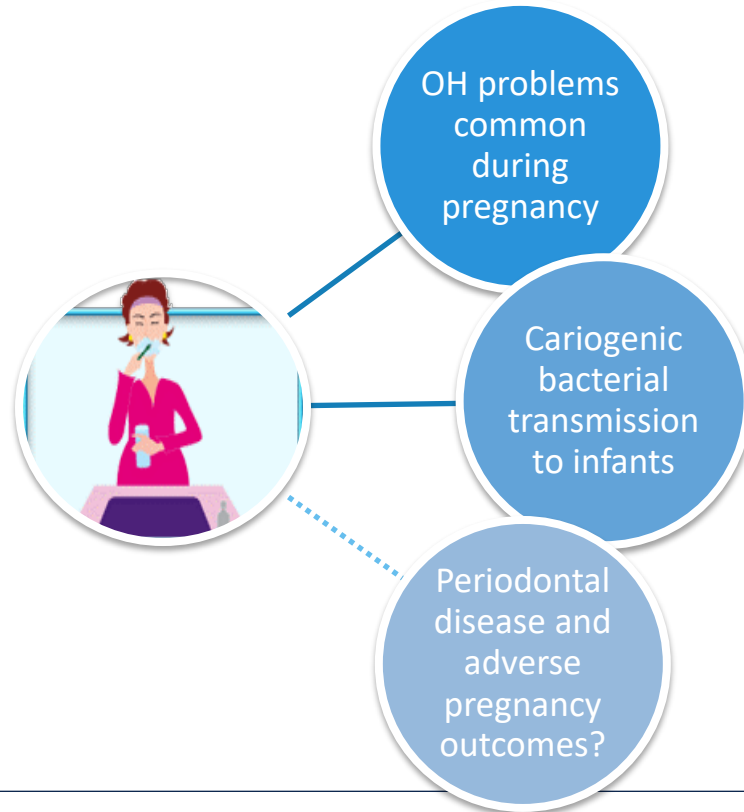 OH problems
common
during
pregnancy
Cariogenic
bacterial
transmission
to infants
Periodontal
disease and
adverse
pregnancy
outcomes?